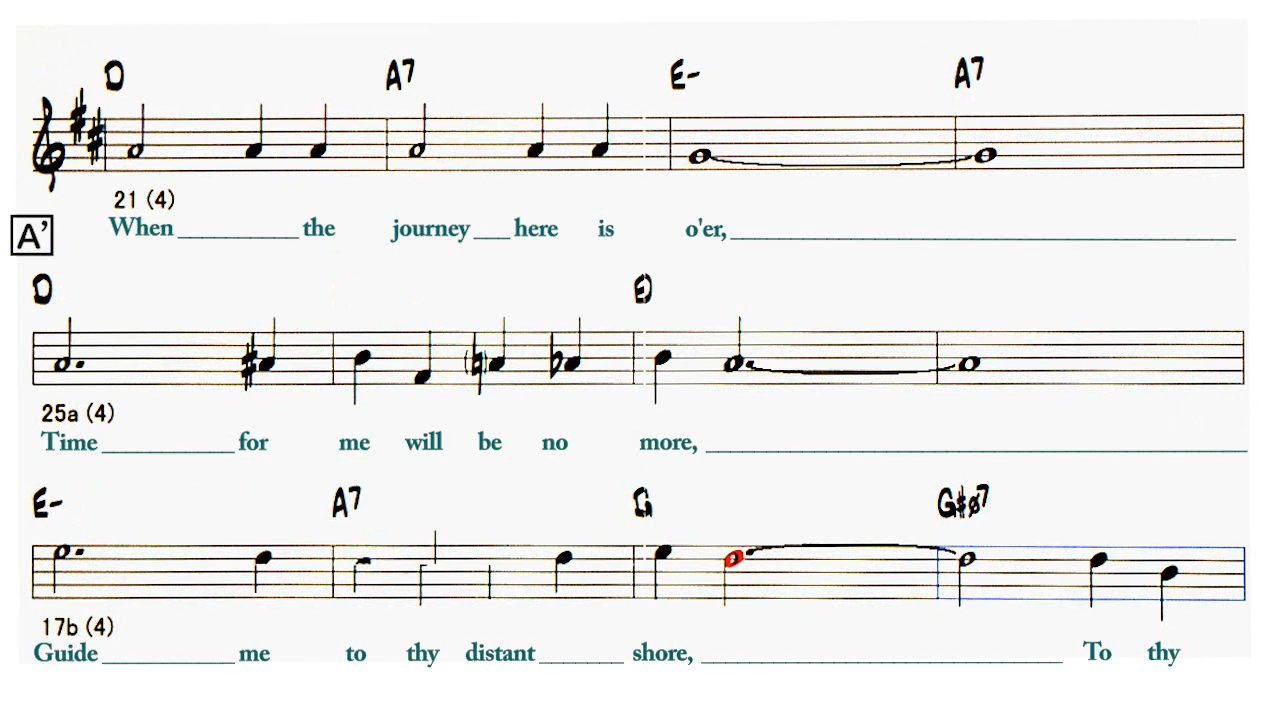 D A7 E- A7
21 (4)
When the journey here is o'er,
A'
D
25a (4)
Time for me will be no more,
E- A7 G#ø7
17b (4)
Guide me to thy distant shore, To thy